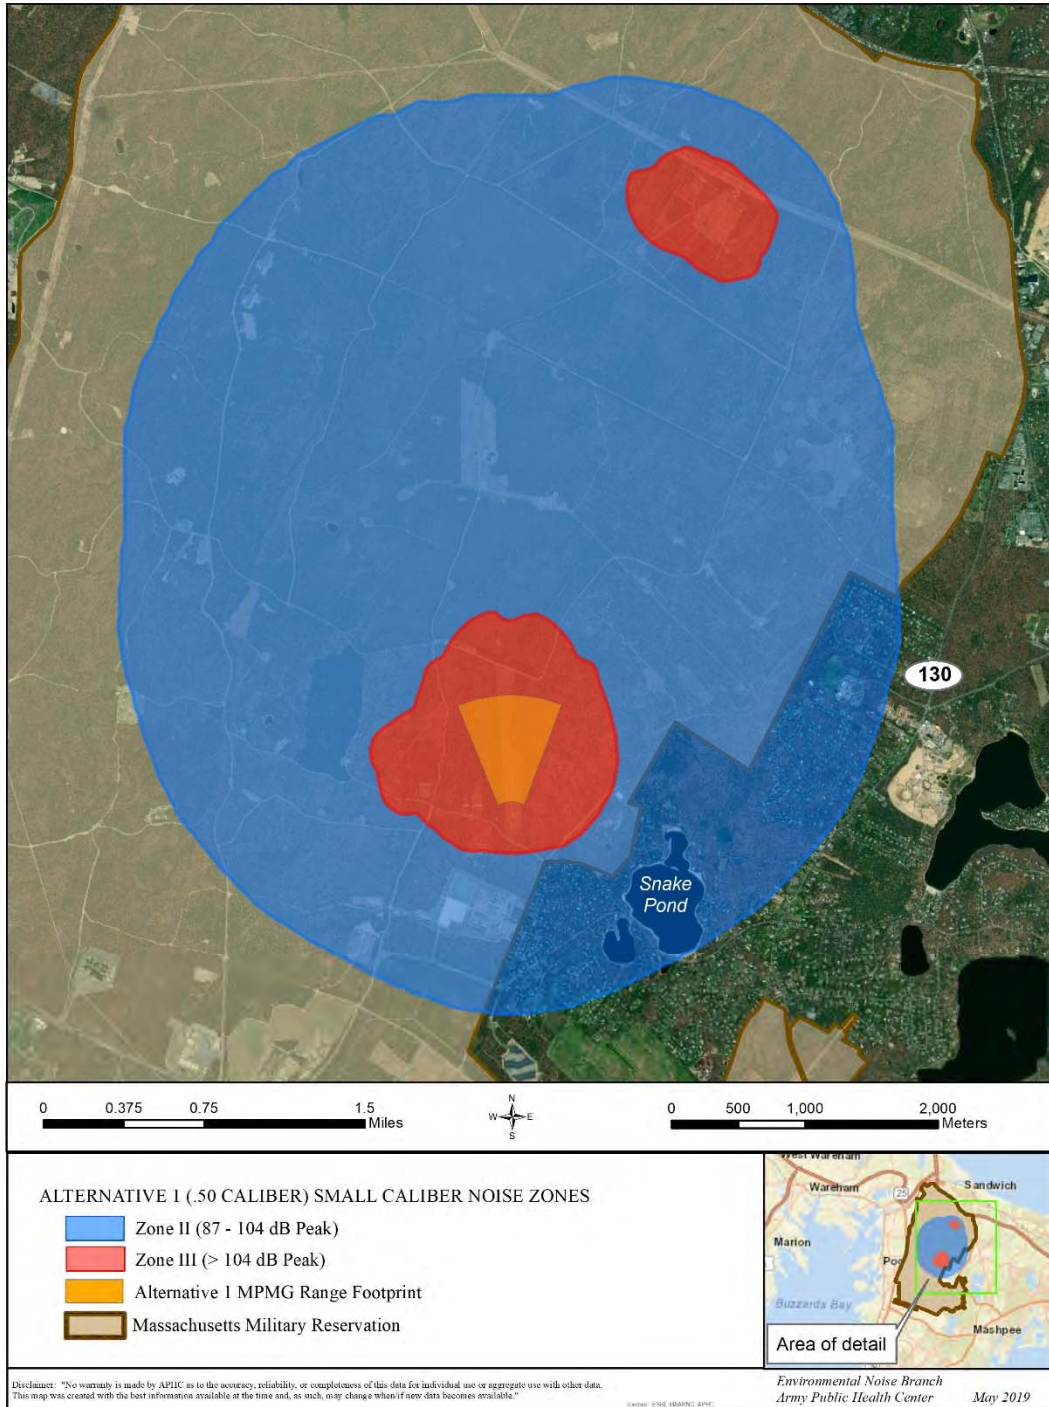 130
Snake
Pond
0 0.375 0.75 1.5
Miles
N
W E
S
0 500 1,000 2,000
Meters
ALTERNATIVE 1 (.50 CALIBER) SMALL CALIBER NOISE ZONES
Zone II (87 - 104 dB Peak)
Zone III (> 104 dB Peak)
Alternative 1 MPMG Range Footprint
Massachusetts Military Reservation
West Wareham
Wareham
25
Sandwich
Marion
Buzzards Bay
Mashpee
Area of detail
Disclaimer: "No warranty is made by APHC as to the accuracy, reliability, or completeness of this data for individual use or aggregate use with other data.
This map was created with the best information available at the time and, as such, may change when/if new data becomes available."
Environmental Noise Branch
Army Public Health Center May 2019